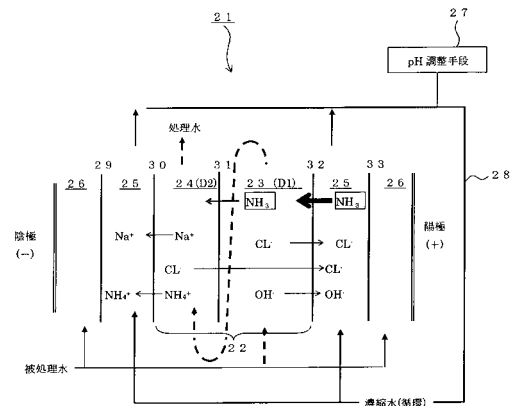 21
27
pH 調整手段
処理水
28
29 30 31 32 33
26 25 24(D2) 23 (D1) 25 26
NH₃ NH₃
陰極
(−)
陽極
(+)
Na⁺ Na⁺ CL⁻ CL⁻
CL⁻ CL⁻
NH₄⁺ NH₄⁺ OH⁻ OH⁻
22
被処理水
濃縮水(循環)